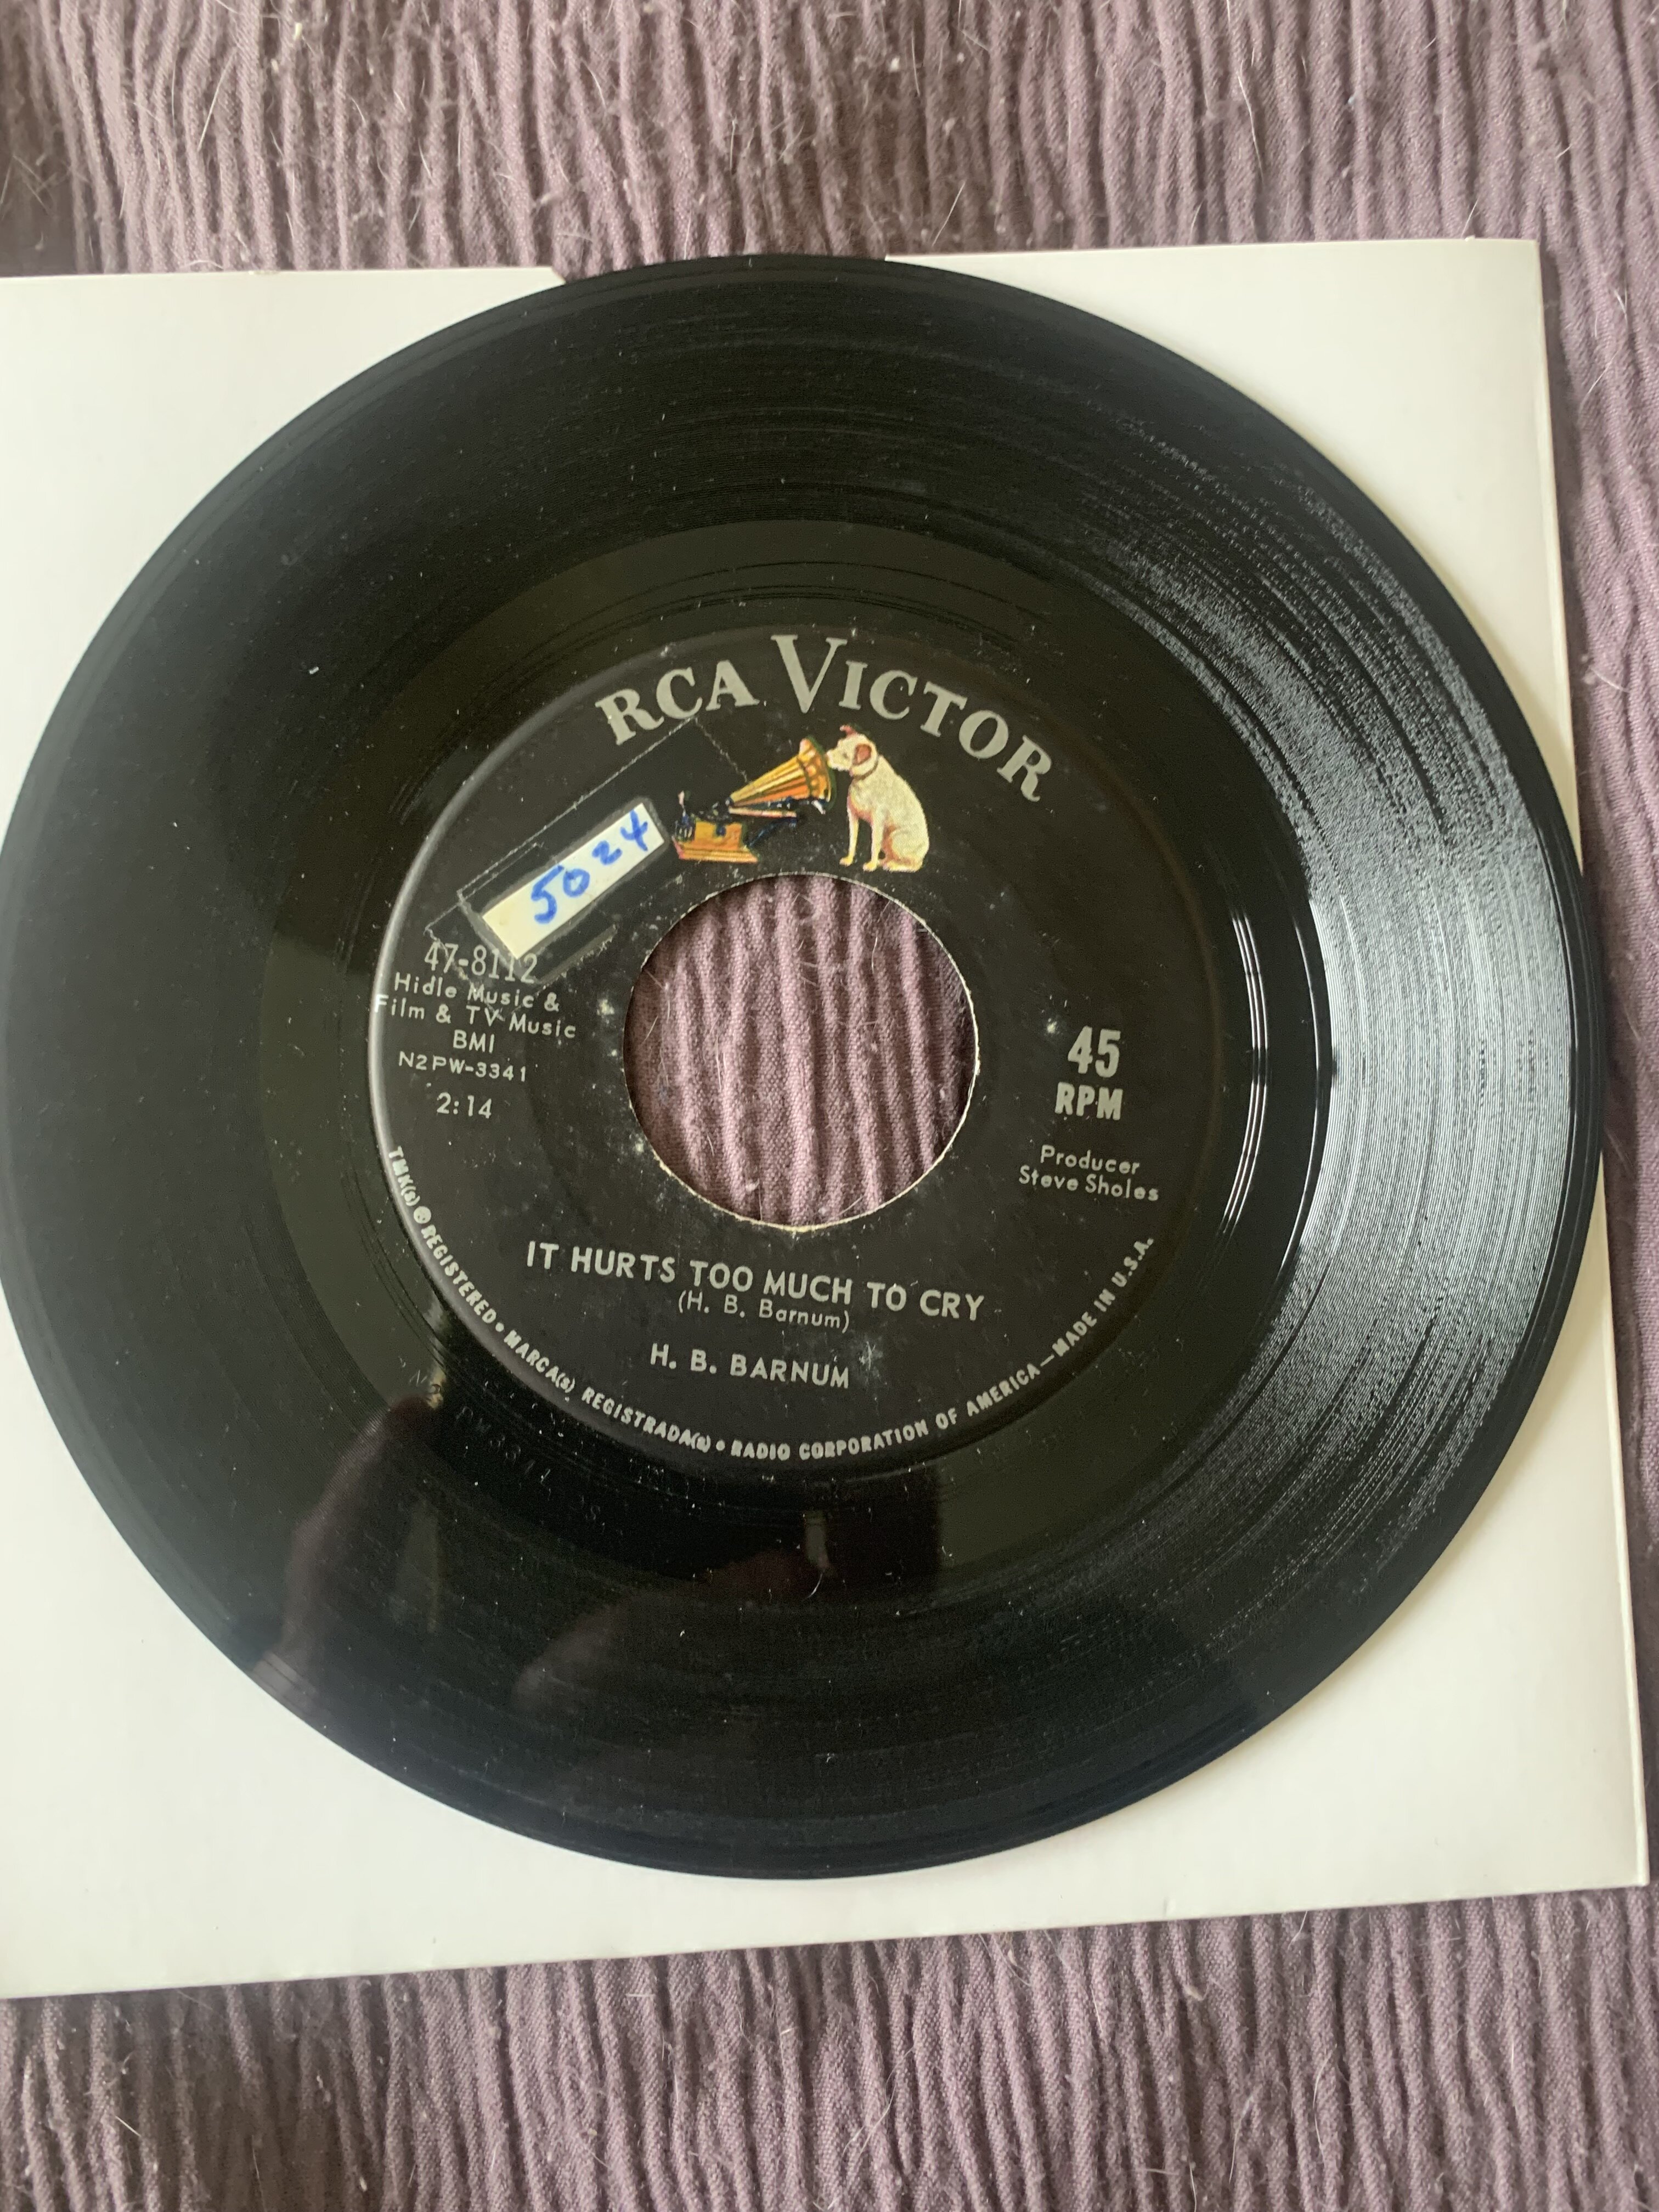 RCA VICTOR
5024
47-8112
Hidle Music &
Film & TV Music
BMI
N2PW-3341
2:14
45
RPM
Producer
Steve Sholes
IT HURTS TOO MUCH TO CRY
(H. B. Barnum)
H. B. BARNUM
TMK(s) ® REGISTERED • MARCA(s) REGISTRADA(s) • RADIO CORPORATION OF AMERICA—MADE IN U.S.A.